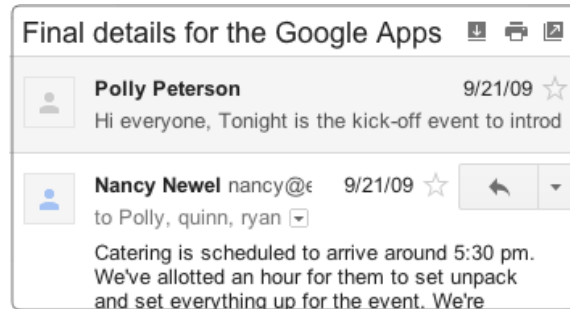 Final details for the Google Apps
Polly Peterson 9/21/09
Hi everyone, Tonight is the kick-off event to introd
Nancy Newel nancy@e 9/21/09
to Polly, quinn, ryan
Catering is scheduled to arrive around 5:30 pm.
We've allotted an hour for them to set unpack
and set everything up for the event. We're